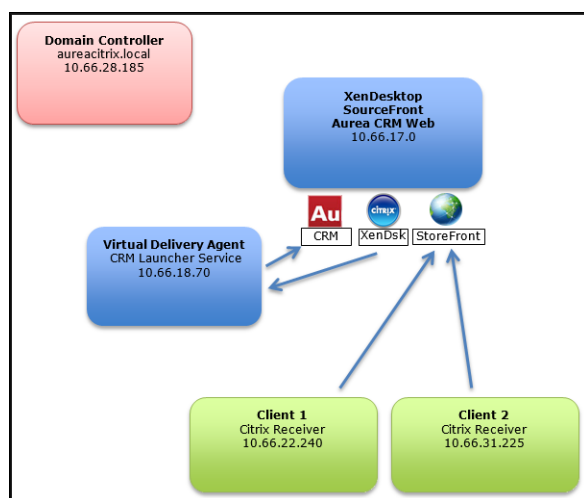 Domain Controller
aureacitrix.local
10.66.28.185
XenDesktop
SourceFront
Aurea CRM Web
10.66.17.0
Au
CITRIX
CRM
XenDsk
StoreFront
Virtual Delivery Agent
CRM Launcher Service
10.66.18.70
Client 1
Citrix Receiver
10.66.22.240
Client 2
Citrix Receiver
10.66.31.225